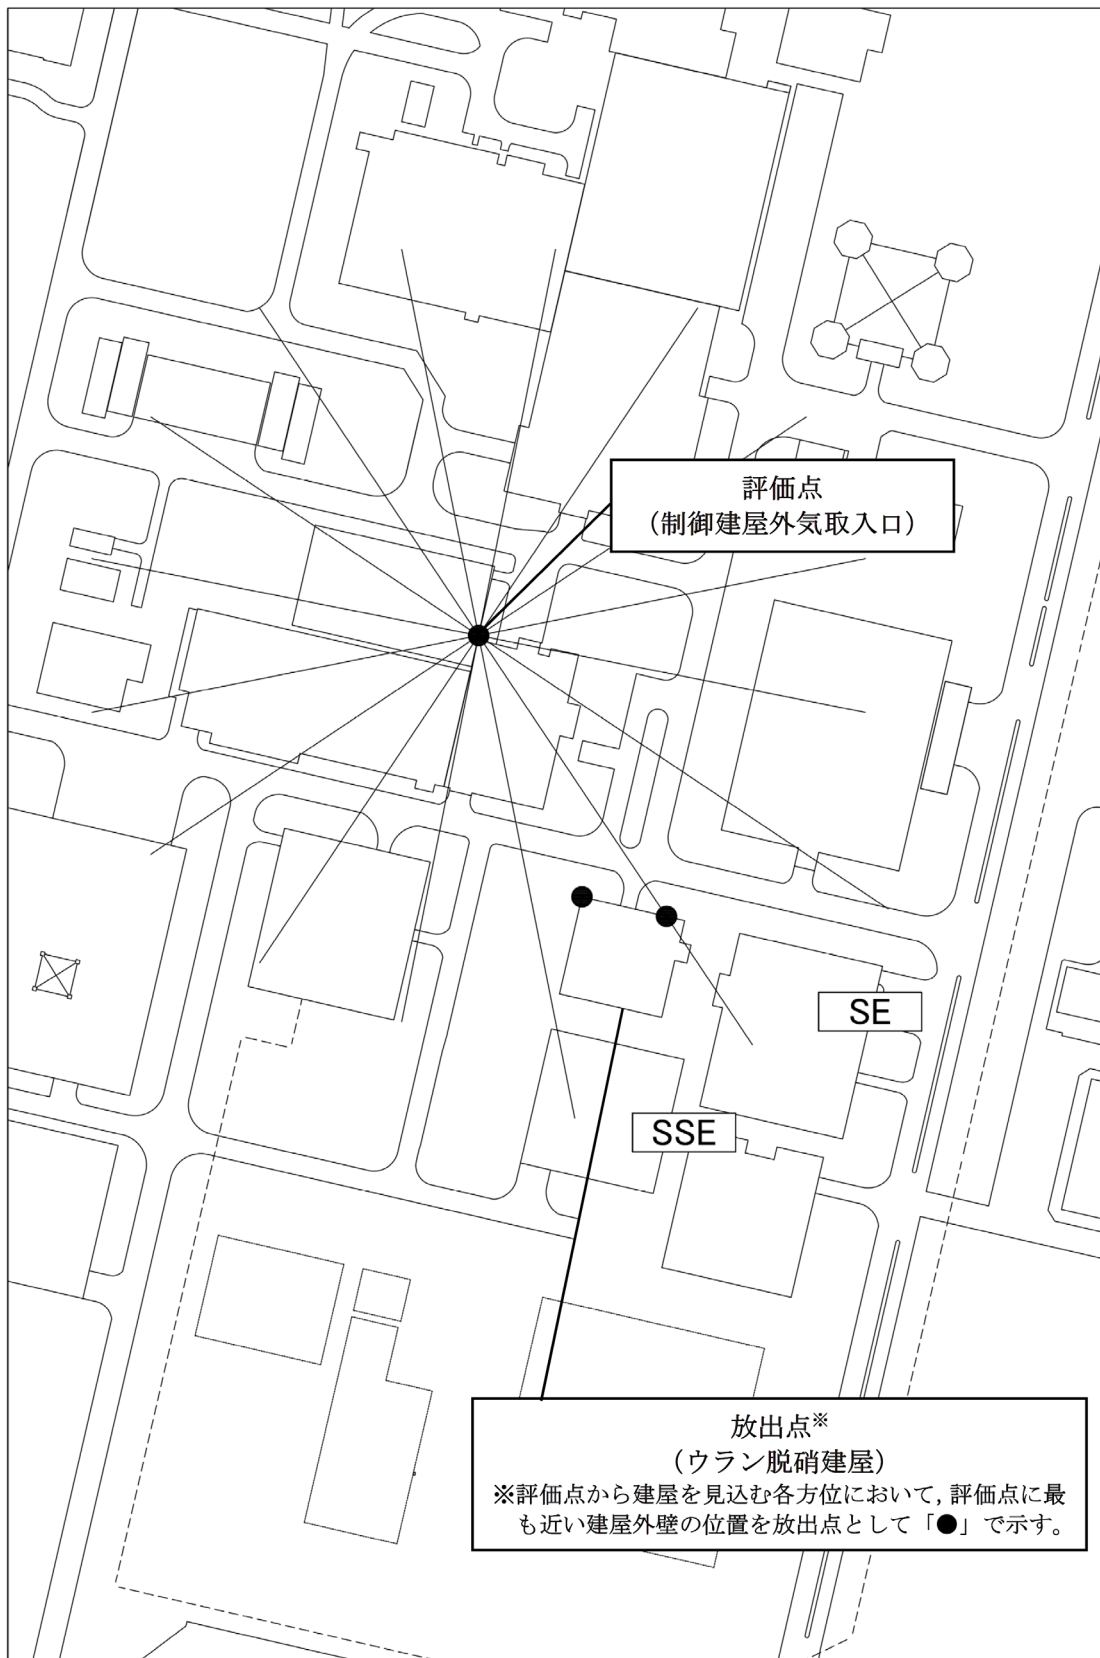 評価点
（制御建屋外気取入口）
SE
SSE
放出点※
（ウラン脱硝建屋）
※評価点から建屋を見込む各方位において，評価点に最
も近い建屋外壁の位置を放出点として「●」で示す。